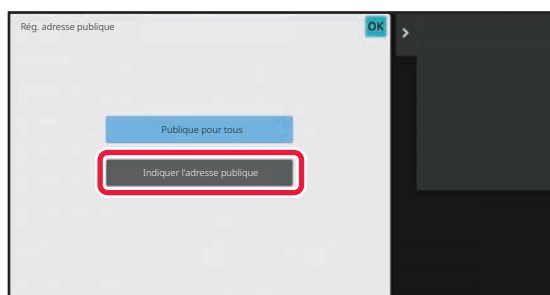 Rég. adresse publique
OK
>
Publique pour tous
Indiquer l'adresse publique